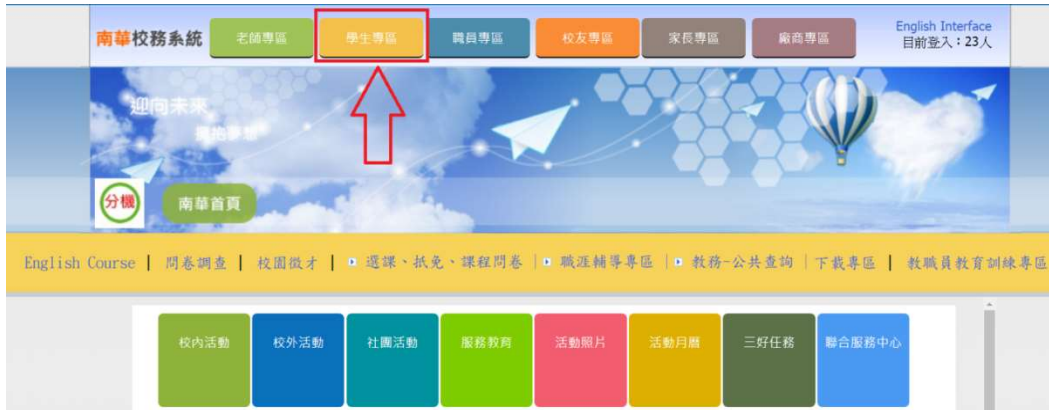 南華校務系統 老師專區 學生專區 職員專區 校友專區 家長專區 廠商專區 English Interface
目前登入：23人
迎向未來
擁抱夢想
分機 南華首頁
English Course | 問卷調查 | 校園徵才 | 選課、抵免、課程問卷 | 職涯輔導專區 | 教務-公共查詢 | 下載專區 | 教職員教育訓練專區
校內活動 校外活動 社團活動 服務教育 活動照片 活動月曆 三好任務 聯合服務中心